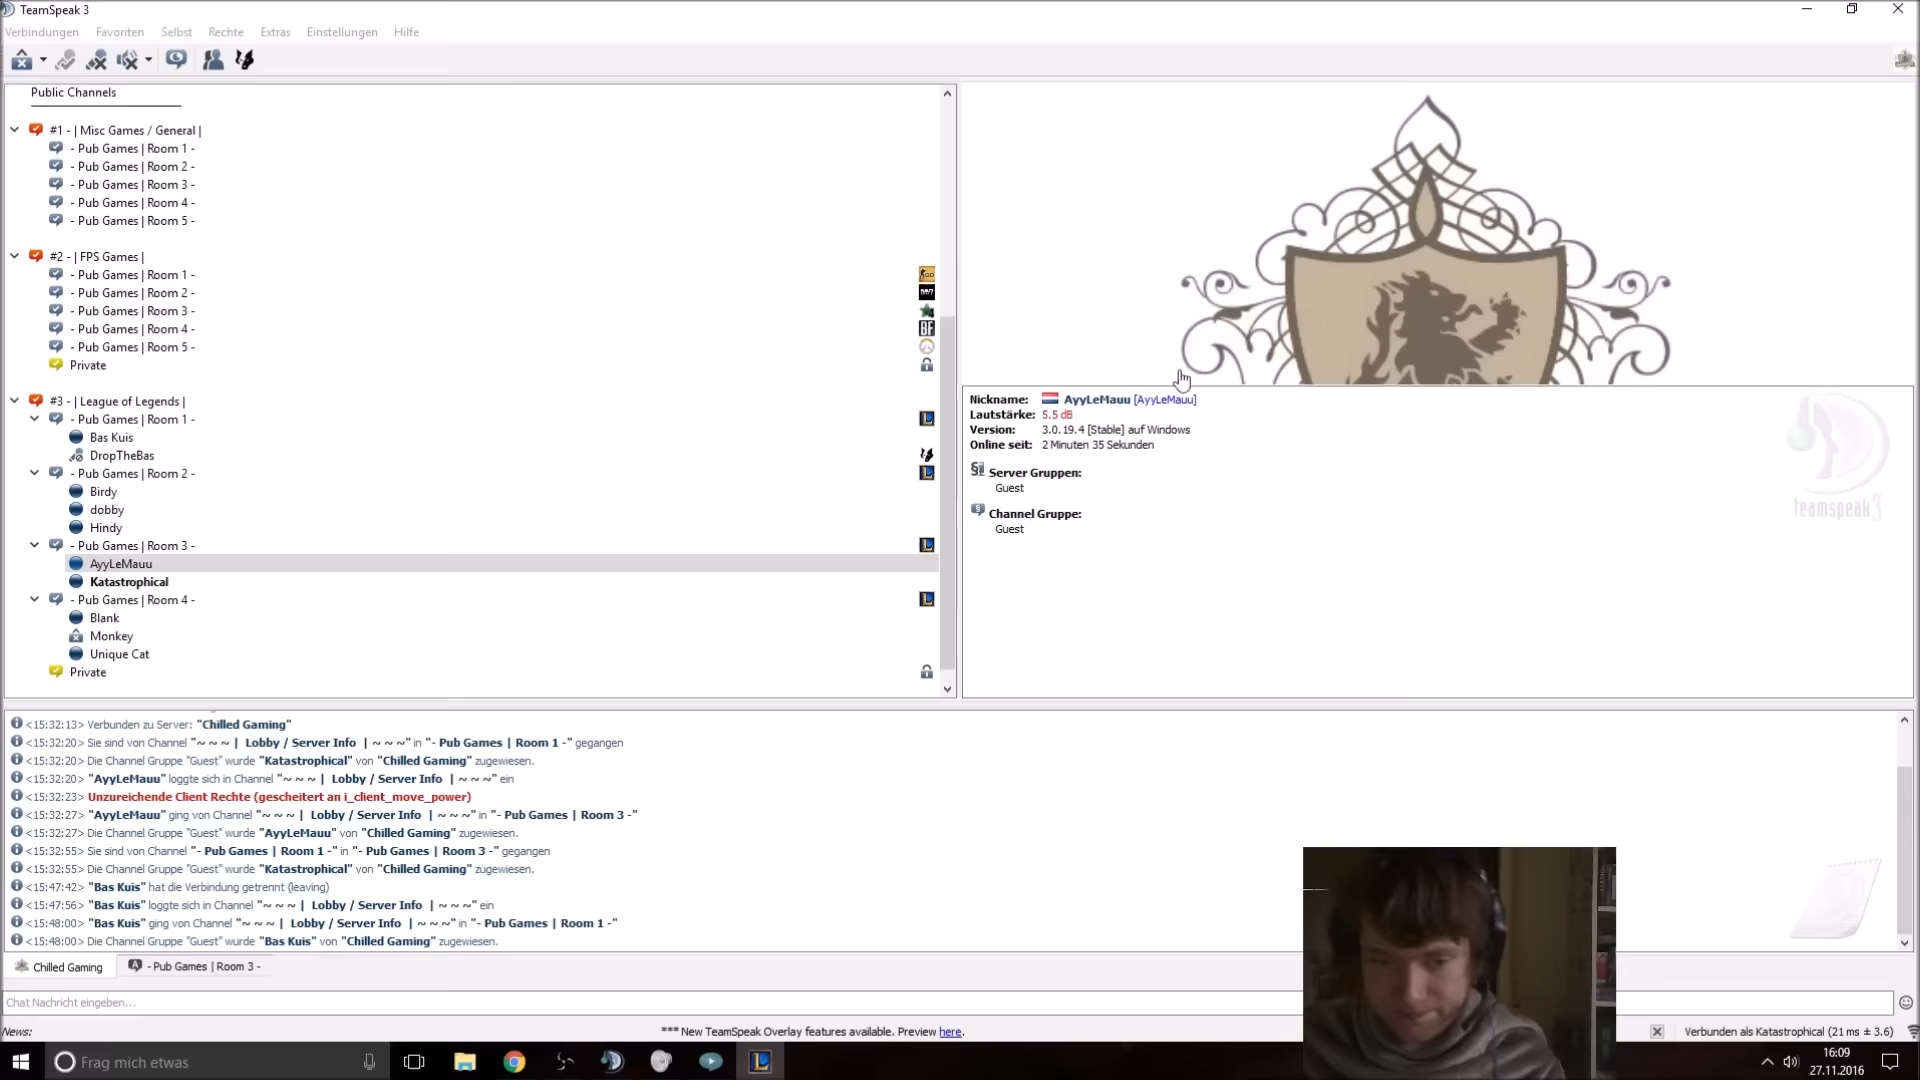 TeamSpeak 3
Verbindungen Favoriten Selbst Rechte Extras Einstellungen Hilfe
Public Channels
#1 - | Misc Games / General |
- Pub Games | Room 1 -
- Pub Games | Room 2 -
- Pub Games | Room 3 -
- Pub Games | Room 4 -
- Pub Games | Room 5 -
#2 - | FPS Games |
- Pub Games | Room 1 -
- Pub Games | Room 2 -
- Pub Games | Room 3 -
- Pub Games | Room 4 -
BF
- Pub Games | Room 5 -
Private
#3 - | League of Legends |
- Pub Games | Room 1 -
Bas Kuis
DropTheBas
- Pub Games | Room 2 -
Birdy
dobby
Hindy
- Pub Games | Room 3 -
AyyLeMauu
Katastrophical
- Pub Games | Room 4 -
Blank
Monkey
Unique Cat
Private
Nickname: AyyLeMauu [AyyLeMauu]
Lautstärke: 5.5 dB
Version: 3.0.19.4 [Stable] auf Windows
Online seit: 2 Minuten 35 Sekunden
Server Gruppen:
Guest
Channel Gruppe:
Guest
teamspeak3
<15:32:13> Verbunden zu Server: "Chilled Gaming"
<15:32:20> Sie sind von Channel "~ ~ ~ | Lobby / Server Info | ~ ~ ~" in "- Pub Games | Room 1 -" gegangen
<15:32:20> Die Channel Gruppe "Guest" wurde "Katastrophical" von "Chilled Gaming" zugewiesen.
<15:32:20> "AyyLeMauu" loggte sich in Channel "~ ~ ~ | Lobby / Server Info | ~ ~ ~" ein
<15:32:23> Unzureichende Client Rechte (gescheitert an i_client_move_power)
<15:32:27> "AyyLeMauu" ging von Channel "~ ~ ~ | Lobby / Server Info | ~ ~ ~" in "- Pub Games | Room 3 -"
<15:32:27> Die Channel Gruppe "Guest" wurde "AyyLeMauu" von "Chilled Gaming" zugewiesen.
<15:32:55> Sie sind von Channel "- Pub Games | Room 1 -" in "- Pub Games | Room 3 -" gegangen
<15:32:55> Die Channel Gruppe "Guest" wurde "Katastrophical" von "Chilled Gaming" zugewiesen.
<15:47:42> "Bas Kuis" hat die Verbindung getrennt (leaving)
<15:47:56> "Bas Kuis" loggte sich in Channel "~ ~ ~ | Lobby / Server Info | ~ ~ ~" ein
<15:48:00> "Bas Kuis" ging von Channel "~ ~ ~ | Lobby / Server Info | ~ ~ ~" in "- Pub Games | Room 1 -"
<15:48:00> Die Channel Gruppe "Guest" wurde "Bas Kuis" von "Chilled Gaming" zugewiesen.
Chilled Gaming - Pub Games | Room 3 -
Chat Nachricht eingeben...
News: *** New TeamSpeak Overlay features available. Preview here. Verbunden als Katastrophical (21 ms ± 3.6)
Frag mich etwas
16:09
27.11.2016